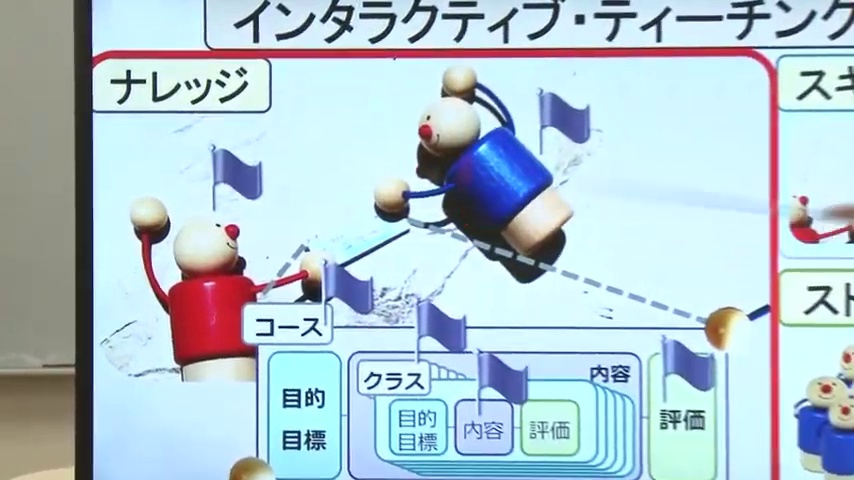 インタラクティブ・ティーチング
ナレッジ
スキ
コース
スト
クラス
内容
目的
目標
目的
目標
内容
評価
評価